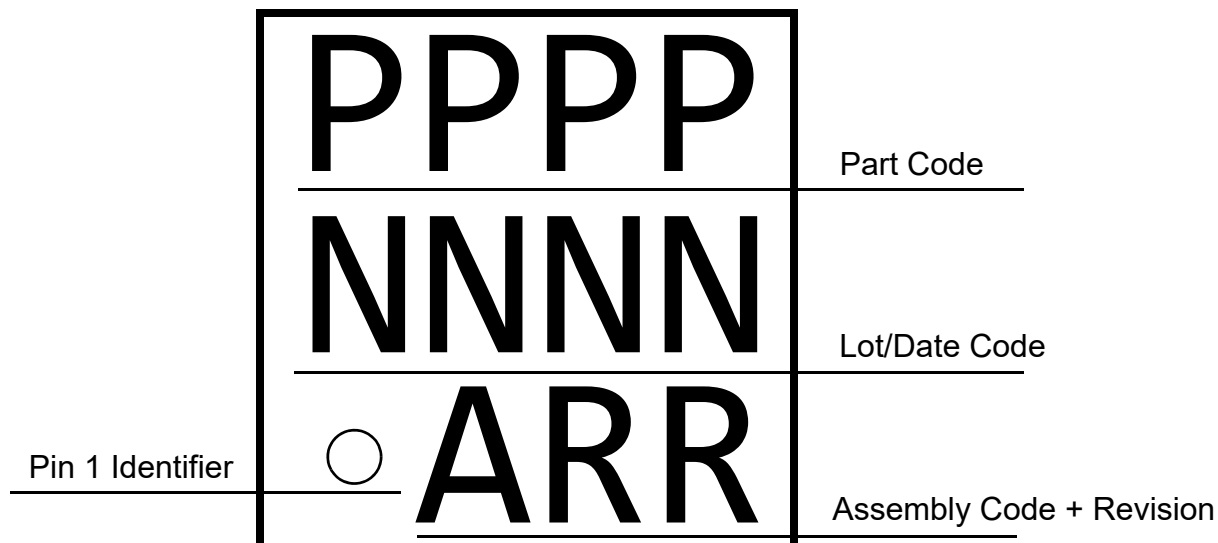 PPPP
Part Code
NNNN
Lot/Date Code
Pin 1 Identifier
ARR
Assembly Code + Revision